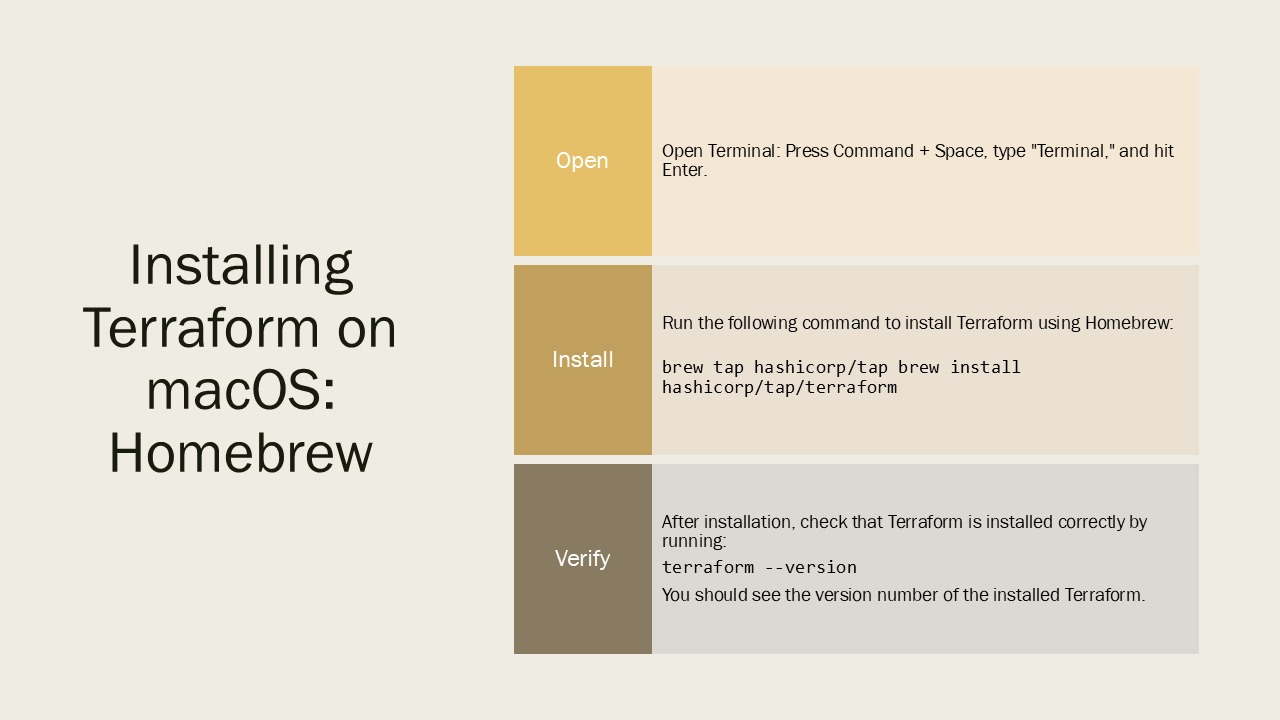 Installing
Terraform on
macOS:
Homebrew
Open
Open Terminal: Press Command + Space, type "Terminal," and hit
Enter.
Install
Run the following command to install Terraform using Homebrew:
brew tap hashicorp/tap brew install
hashicorp/tap/terraform
Verify
After installation, check that Terraform is installed correctly by
running:
terraform --version
You should see the version number of the installed Terraform.